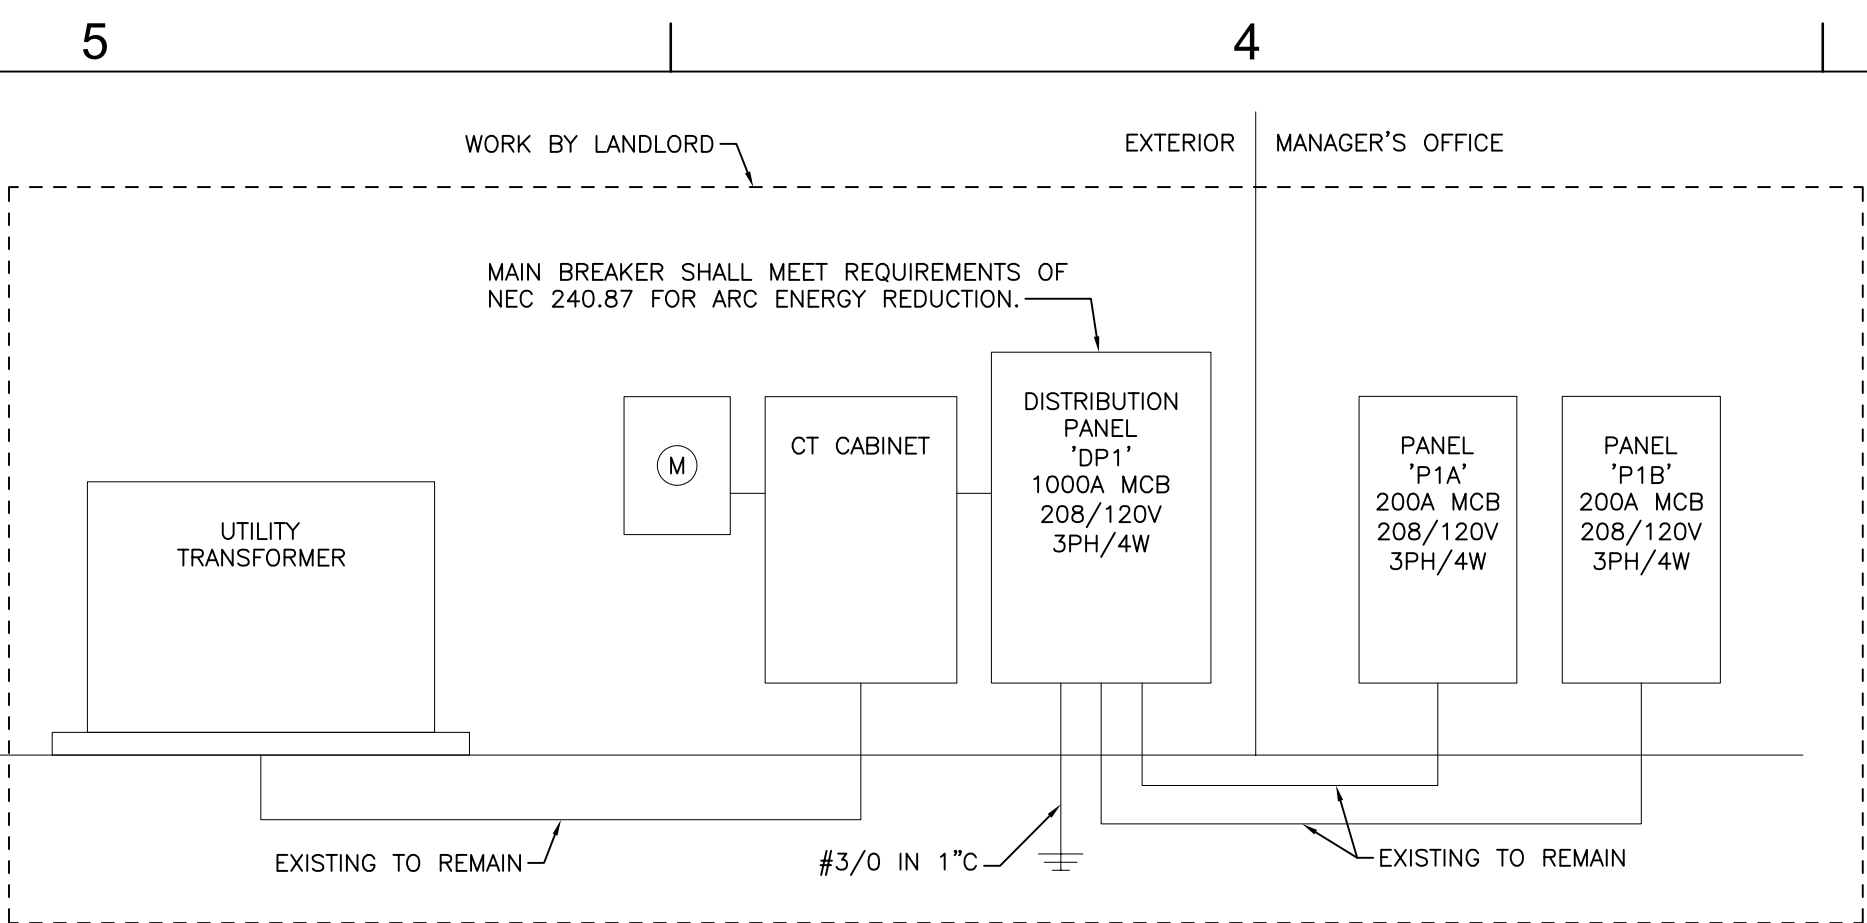 5
4
WORK BY LANDLORD
EXTERIOR
MANAGER'S OFFICE
MAIN BREAKER SHALL MEET REQUIREMENTS OF
NEC 240.87 FOR ARC ENERGY REDUCTION.
UTILITY
TRANSFORMER
M
CT CABINET
DISTRIBUTION
PANEL
'DP1'
1000A MCB
208/120V
3PH/4W
PANEL
'P1A'
200A MCB
208/120V
3PH/4W
PANEL
'P1B'
200A MCB
208/120V
3PH/4W
EXISTING TO REMAIN
#3/0 IN 1"C
EXISTING TO REMAIN